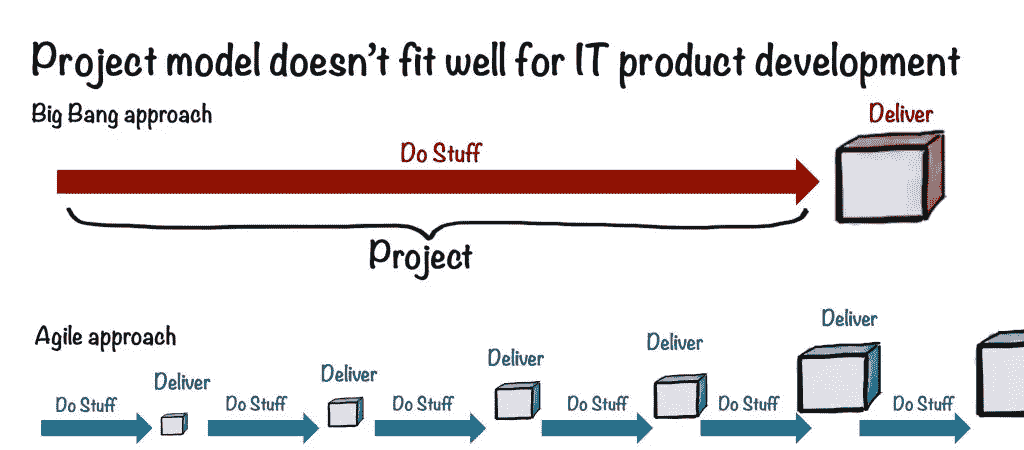 Project model doesn't fit well for IT product development
Big Bang approach
Deliver
Do Stuff
Project
Agile approach
Deliver
Deliver
Deliver
Deliver
Deliver
Do Stuff
Do Stuff
Do Stuff
Do Stuff
Do Stuff
Do Stuff